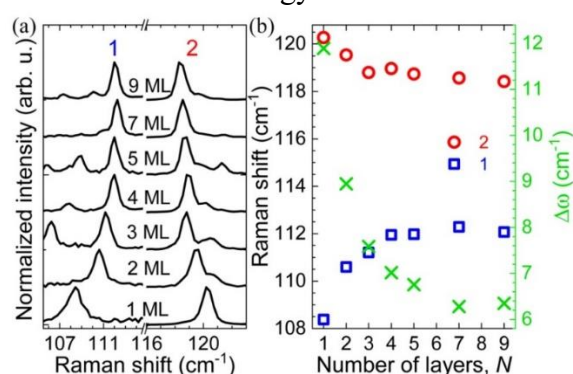 (a)
1
2
9 ML
7 ML
5 ML
4 ML
3 ML
2 ML
1 ML
Normalized intensity (arb. u.)
107 111 116 120
Raman shift (cm⁻¹)
(b)
120
118
116
114
112
110
108
Raman shift (cm⁻¹)
2
1
12
11
10
9
8
7
6
Δω (cm⁻¹)
1 2 3 4 5 6 7 8 9
Number of layers, N